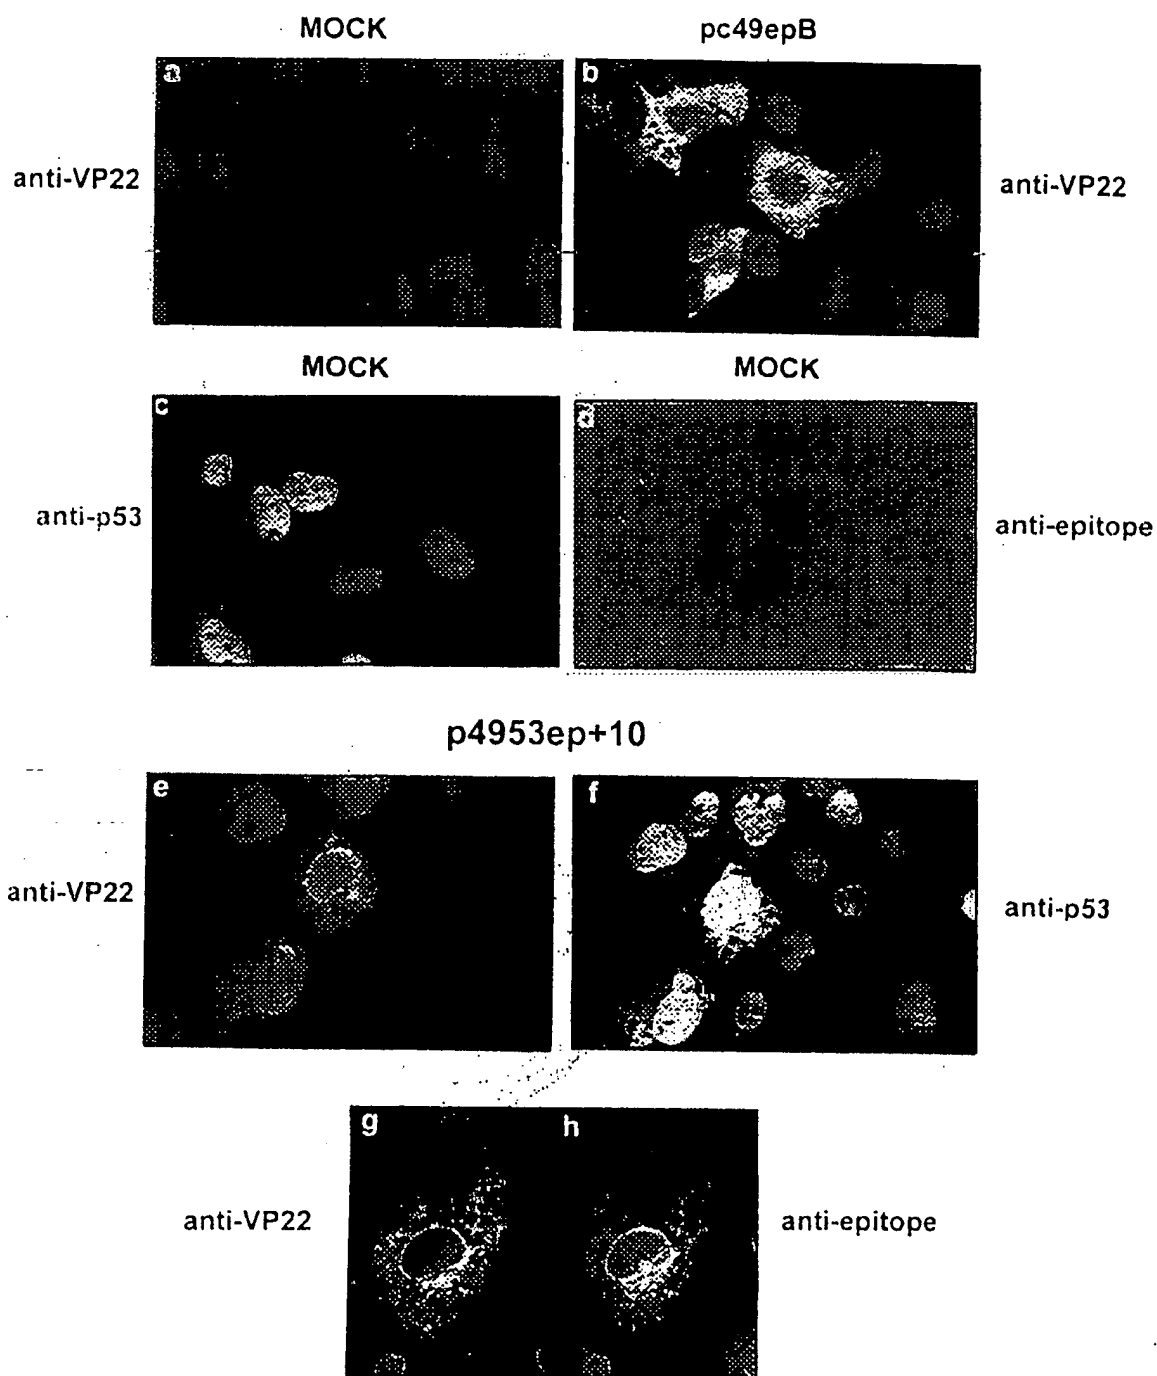 MOCK pc49epB
a b
anti-VP22 anti-VP22
MOCK MOCK
c d
anti-p53 anti-epitope
p4953ep+10
e f
anti-VP22 anti-p53
g h
anti-VP22 anti-epitope